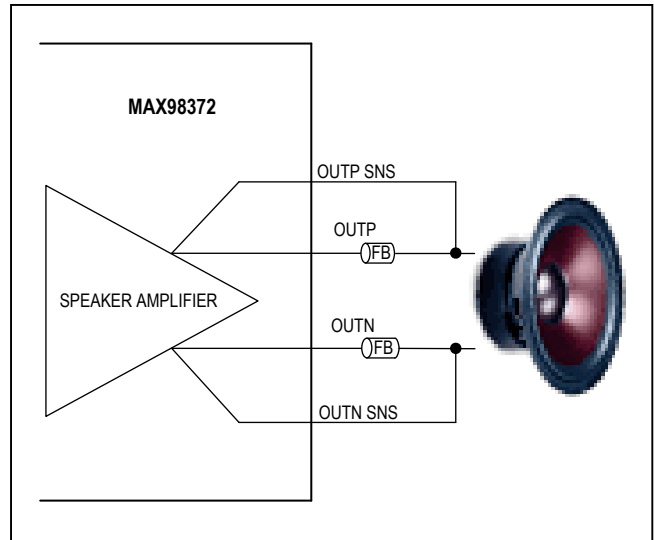 MAX98372
OUTP SNS
OUTP
FB
SPEAKER AMPLIFIER
OUTN
FB
OUTN SNS